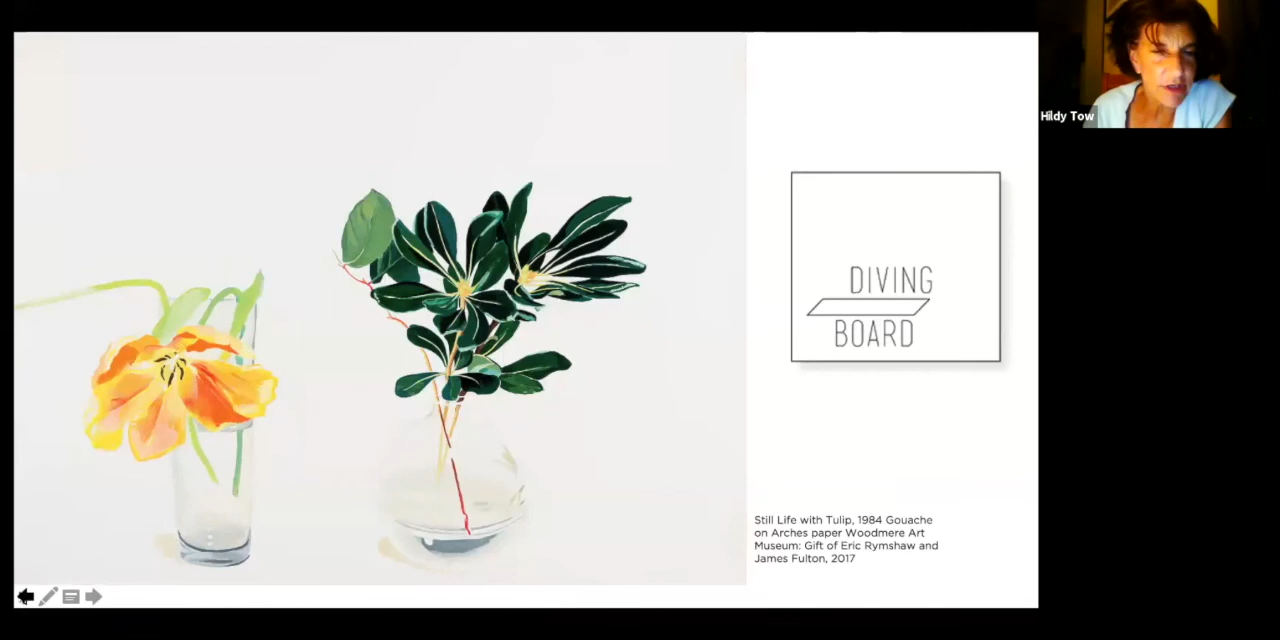 Hildy Tow
DIVING
BOARD
Still Life with Tulip, 1984 Gouache
on Arches paper Woodmere Art
Museum: Gift of Eric Rymshaw and
James Fulton, 2017